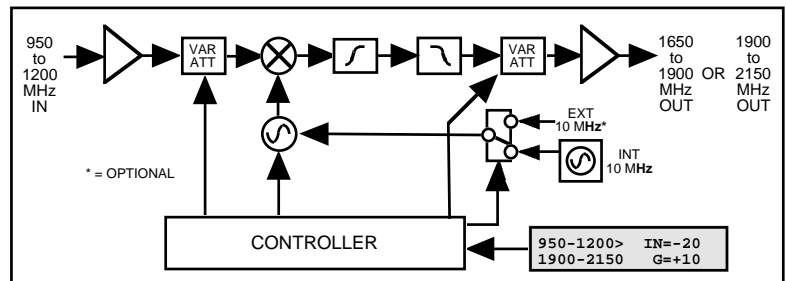 950
to
1200
MHz
IN
VAR
ATT
VAR
ATT
1650
to
1900
MHz
OUT
OR
1900
to
2150
MHz
OUT
EXT
10 MHz*
INT
10 MHz
* = OPTIONAL
CONTROLLER
950-1200> IN=-20
1900-2150 G=+10